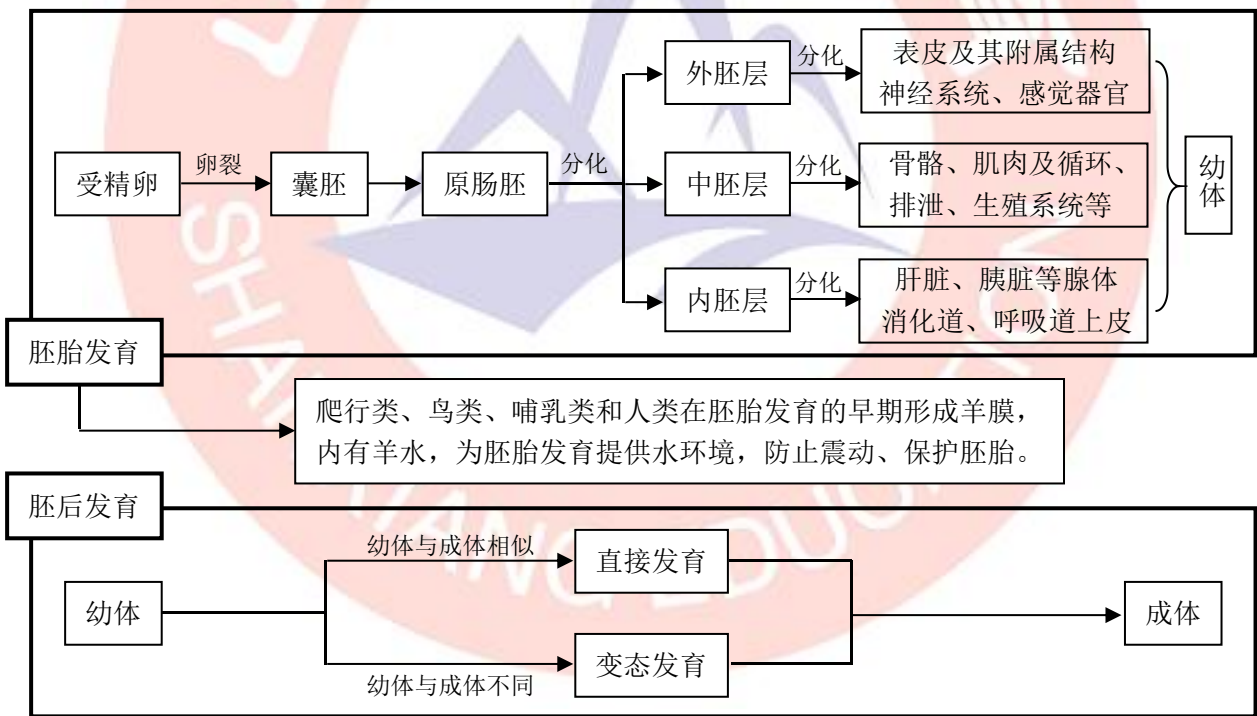 外胚层
分化
表皮及其附属结构
神经系统、感觉器官
受精卵
卵裂
囊胚
原肠胚
分化
中胚层
分化
骨骼、肌肉及循环、
排泄、生殖系统等
幼体
内胚层
分化
肝脏、胰脏等腺体
消化道、呼吸道上皮
胚胎发育
爬行类、鸟类、哺乳类和人类在胚胎发育的早期形成羊膜，
内有羊水，为胚胎发育提供水环境，防止震动、保护胚胎。
胚后发育
幼体
幼体与成体相似
直接发育
幼体与成体不同
变态发育
成体